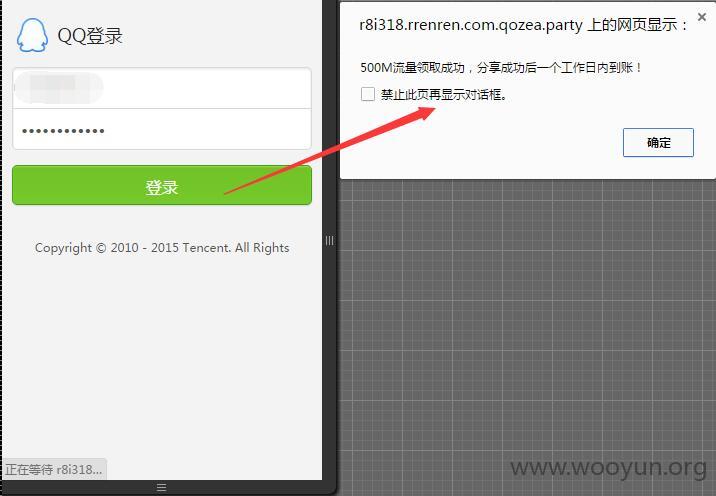 QQ登录
••••••••••••
登录
Copyright © 2010 - 2015 Tencent. All Rights
正在等待 r8i318...
r8i318.rrenren.com.qozea.party 上的网页显示：
500M流量领取成功，分享成功后一个工作日内到账！
禁止此页再显示对话框。
确定
www.wooyun.org